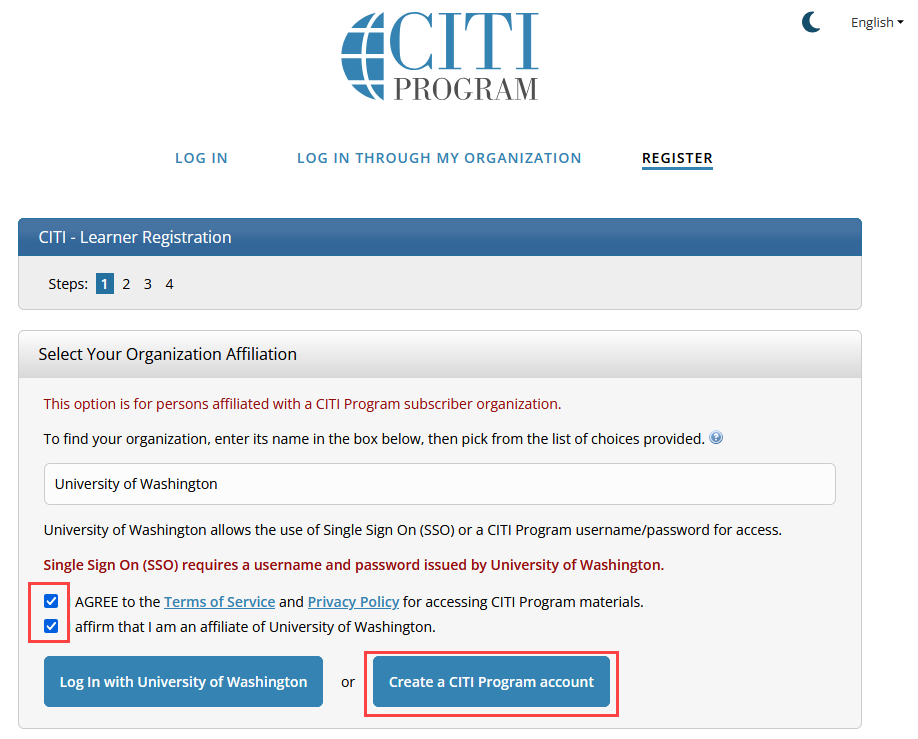 CITI
PROGRAM
English
LOG IN
LOG IN THROUGH MY ORGANIZATION
REGISTER
CITI - Learner Registration
Steps: 1 2 3 4
Select Your Organization Affiliation
This option is for persons affiliated with a CITI Program subscriber organization.
To find your organization, enter its name in the box below, then pick from the list of choices provided. ?
University of Washington
University of Washington allows the use of Single Sign On (SSO) or a CITI Program username/password for access.
Single Sign On (SSO) requires a username and password issued by University of Washington.
AGREE to the Terms of Service and Privacy Policy for accessing CITI Program materials.
affirm that I am an affiliate of University of Washington.
Log In with University of Washington or Create a CITI Program account